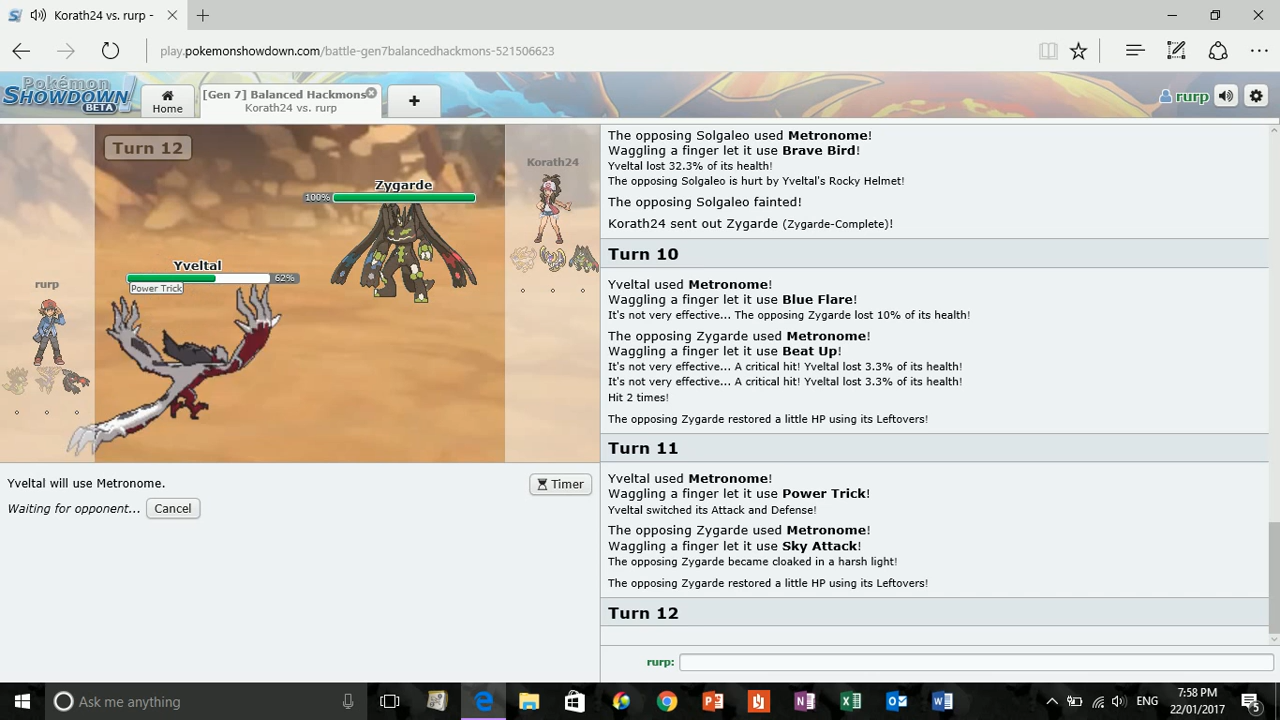 Korath24 vs. rurp -
play.pokemonshowdown.com/battle-gen7balancedhackmons-521506623
Pokémon
SHOWDOWN
BETA
Home
[Gen 7] Balanced Hackmons
Korath24 vs. rurp
+
rurp
Turn 12
Zygarde
100%
Yveltal
62%
Power Trick
rurp
Korath24
Yveltal will use Metronome.
Timer
Waiting for opponent...
Cancel
The opposing Solgaleo used Metronome!
Waggling a finger let it use Brave Bird!
Yveltal lost 32.3% of its health!
The opposing Solgaleo is hurt by Yveltal's Rocky Helmet!
The opposing Solgaleo fainted!
Korath24 sent out Zygarde (Zygarde-Complete)!
Turn 10
Yveltal used Metronome!
Waggling a finger let it use Blue Flare!
It's not very effective... The opposing Zygarde lost 10% of its health!
The opposing Zygarde used Metronome!
Waggling a finger let it use Beat Up!
It's not very effective... A critical hit! Yveltal lost 3.3% of its health!
It's not very effective... A critical hit! Yveltal lost 3.3% of its health!
Hit 2 times!
The opposing Zygarde restored a little HP using its Leftovers!
Turn 11
Yveltal used Metronome!
Waggling a finger let it use Power Trick!
Yveltal switched its Attack and Defense!
The opposing Zygarde used Metronome!
Waggling a finger let it use Sky Attack!
The opposing Zygarde became cloaked in a harsh light!
The opposing Zygarde restored a little HP using its Leftovers!
Turn 12
rurp:
Ask me anything
ENG
7:58 PM
22/01/2017
5